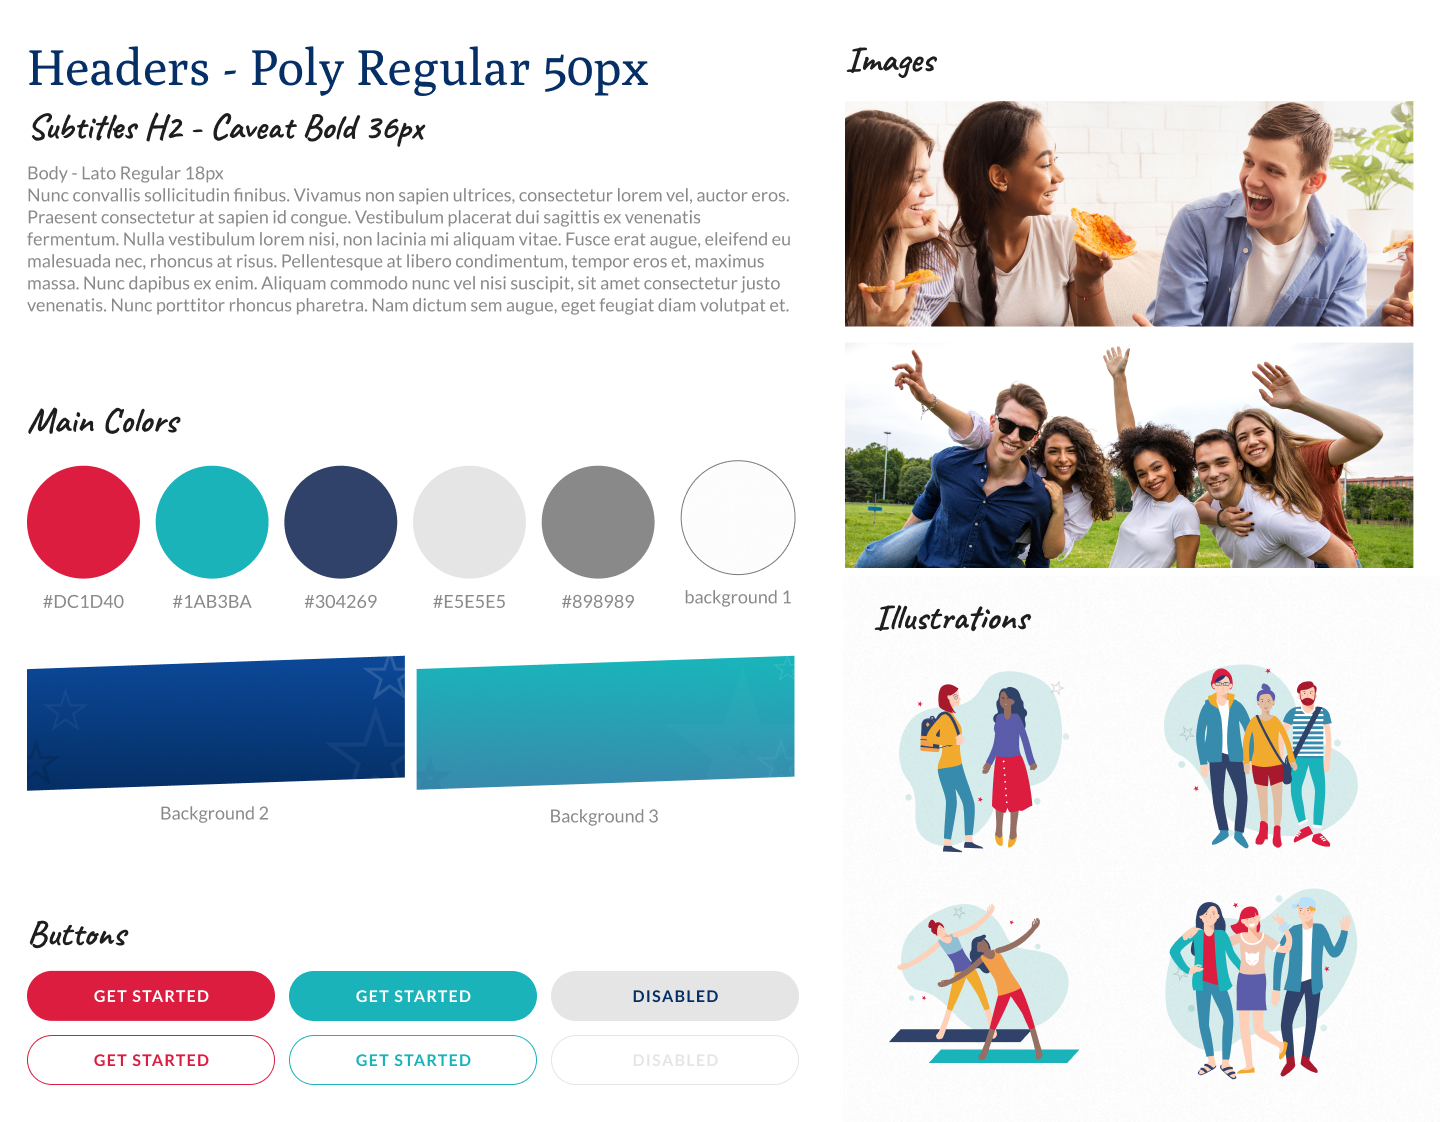 Headers - Poly Regular 50px
Subtitles H2 - Caveat Bold 36px
Body - Lato Regular 18px
Nunc convallis sollicitudin finibus. Vivamus non sapien ultrices, consectetur lorem vel, auctor eros.
Praesent consectetur at sapien id congue. Vestibulum placerat dui sagittis ex venenatis
fermentum. Nulla vestibulum lorem nisi, non lacinia mi aliquam vitae. Fusce erat augue, eleifend eu
malesuada nec, rhoncus at risus. Pellentesque at libero condimentum, tempor eros et, maximus
massa. Nunc dapibus ex enim. Aliquam commodo nunc vel nisi suscipit, sit amet consectetur justo
venenatis. Nunc porttitor rhoncus pharetra. Nam dictum sem augue, eget feugiat diam volutpat et.
Main Colors
#DC1D40 #1AB3BA #304269 #E5E5E5 #898989 background 1
Background 2 Background 3
Buttons
GET STARTED GET STARTED DISABLED
GET STARTED GET STARTED DISABLED
Images
Illustrations